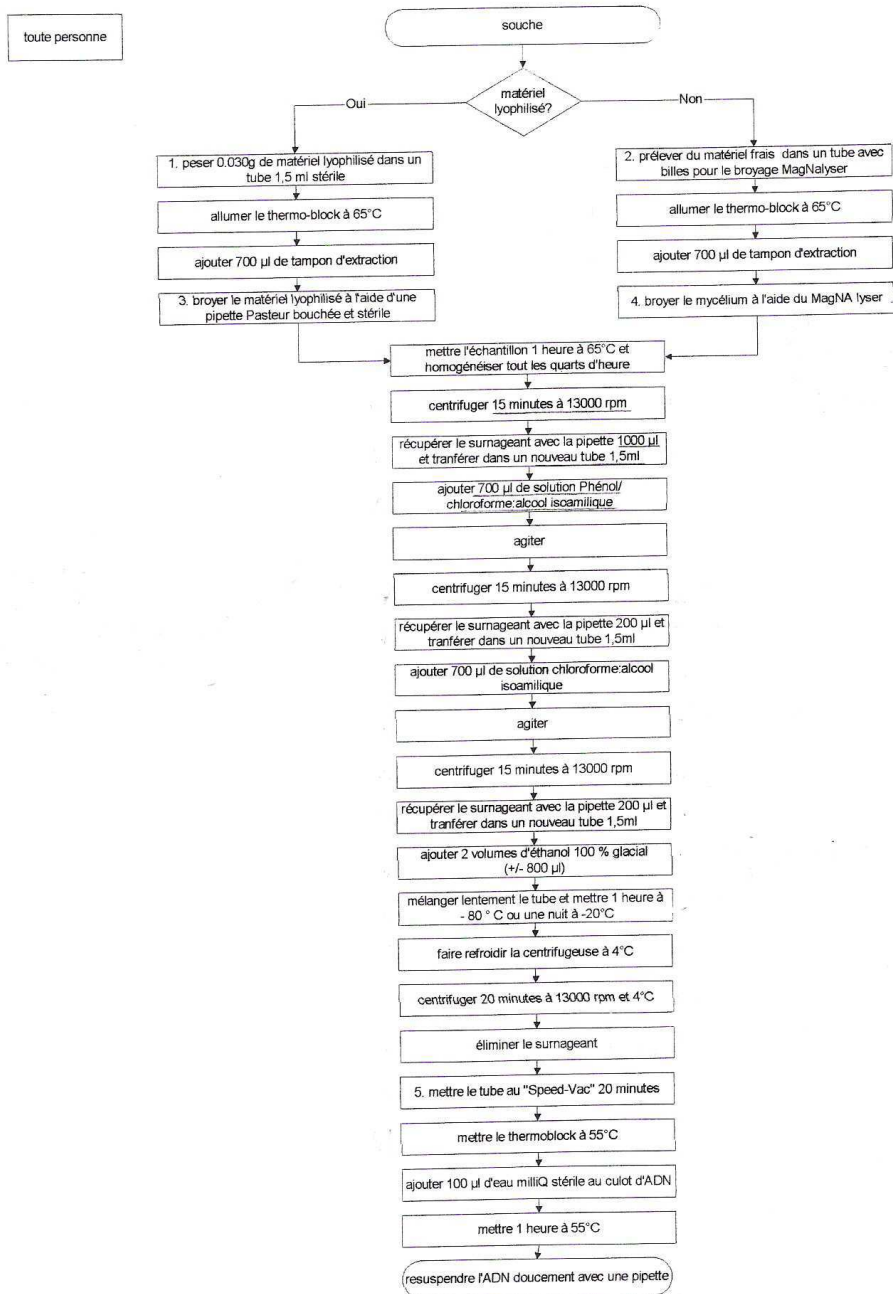 toute personne
souche
matériel
lyophilisé?
Oui
Non
1. peser 0.030g de matériel lyophilisé dans un
tube 1,5 ml stérile
2. prélever du matériel frais dans un tube avec
billes pour le broyage MagNalyser
allumer le thermo-block à 65°C
allumer le thermo-block à 65°C
ajouter 700 µl de tampon d'extraction
ajouter 700 µl de tampon d'extraction
3. broyer le matériel lyophilisé à l'aide d'une
pipette Pasteur bouchée et stérile
4. broyer le mycélium à l'aide du MagNA lyser
mettre l'échantillon 1 heure à 65°C et
homogénéiser tout les quarts d'heure
centrifuger 15 minutes à 13000 rpm
récupérer le surnageant avec la pipette 1000 µl
et tranférer dans un nouveau tube 1,5ml
ajouter 700 µl de solution Phénol/
chloroforme:alcool isoamilique
agiter
centrifuger 15 minutes à 13000 rpm
récupérer le surnageant avec la pipette 200 µl et
tranférer dans un nouveau tube 1,5ml
ajouter 700 µl de solution chloroforme:alcool
isoamilique
agiter
centrifuger 15 minutes à 13000 rpm
récupérer le surnageant avec la pipette 200 µl et
tranférer dans un nouveau tube 1,5ml
ajouter 2 volumes d'éthanol 100 % glacial
(+/- 800 µl)
mélanger lentement le tube et mettre 1 heure à
- 80 ° C ou une nuit à -20°C
faire refroidir la centrifugeuse à 4°C
centrifuger 20 minutes à 13000 rpm et 4°C
éliminer le surnageant
5. mettre le tube au "Speed-Vac" 20 minutes
mettre le thermoblock à 55°C
ajouter 100 µl d'eau milliQ stérile au culot d'ADN
mettre 1 heure à 55°C
resuspendre l'ADN doucement avec une pipette